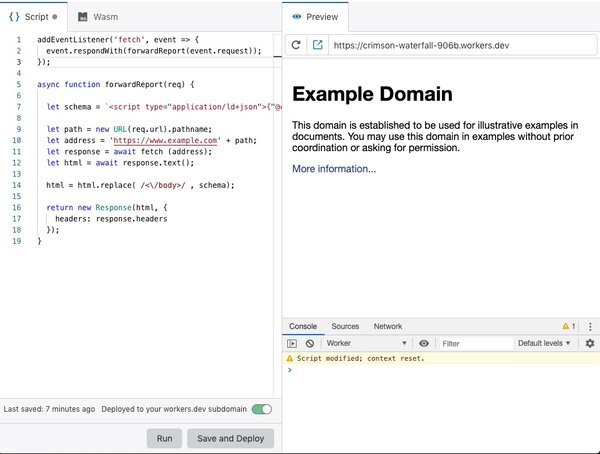 {} Script
Wasm
Preview
https://crimson-waterfall-906b.workers.dev
1 addEventListener('fetch', event => {
2 event.respondWith(forwardReport(event.request));
3 });
4
5 async function forwardReport(req) {
6
7 let schema = `<script type="application/ld+json">{"@
8
9 let path = new URL(req.url).pathname;
10 let address = 'https://www.example.com' + path;
11 let response = await fetch (address);
12 let html = await response.text();
13
14 html = html.replace( /<\/body>/ , schema);
15
16 return new Response(html, {
17 headers: response.headers
18 });
19 }
Example Domain
This domain is established to be used for illustrative examples in
documents. You may use this domain in examples without prior
coordination or asking for permission.
More information...
Console Sources Network 1
Worker Filter Default levels
Script modified; context reset.
>
Last saved: 7 minutes ago Deployed to your workers.dev subdomain
Run Save and Deploy